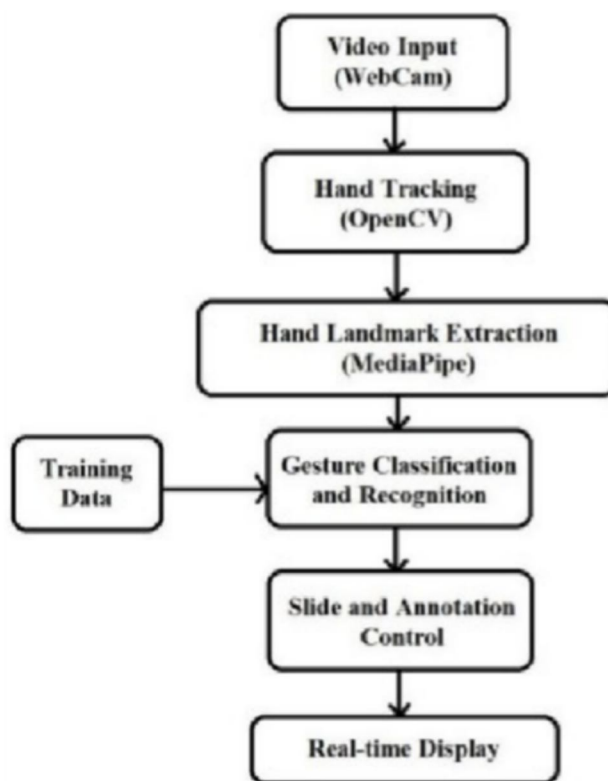 Video Input
(WebCam)
Hand Tracking
(OpenCV)
Hand Landmark Extraction
(MediaPipe)
Training
Data
Gesture Classification
and Recognition
Slide and Annotation
Control
Real-time Display